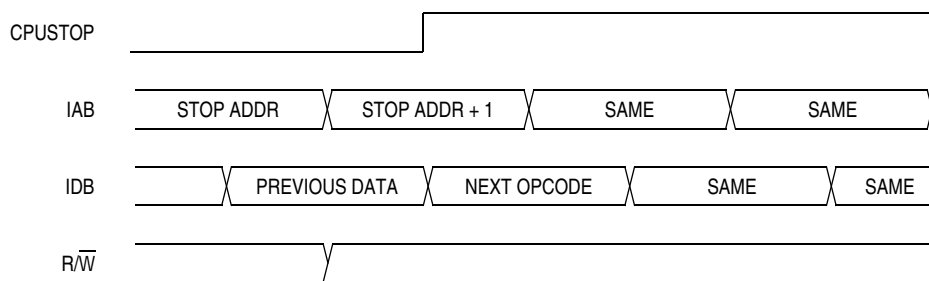 CPUSTOP
IAB STOP ADDR STOP ADDR + 1 SAME SAME
IDB PREVIOUS DATA NEXT OPCODE SAME SAME
R/W̅